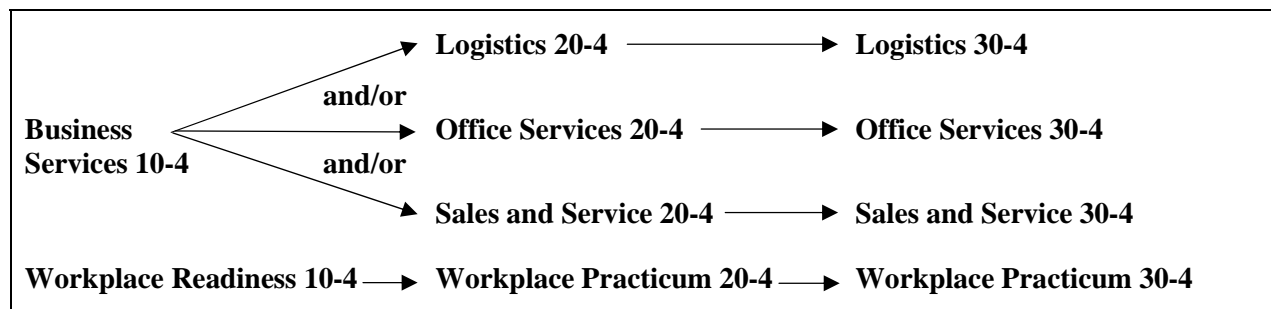 Logistics 20-4 Logistics 30-4
and/or
Business Office Services 20-4 Office Services 30-4
Services 10-4 and/or
Sales and Service 20-4 Sales and Service 30-4
Workplace Readiness 10-4 Workplace Practicum 20-4 Workplace Practicum 30-4